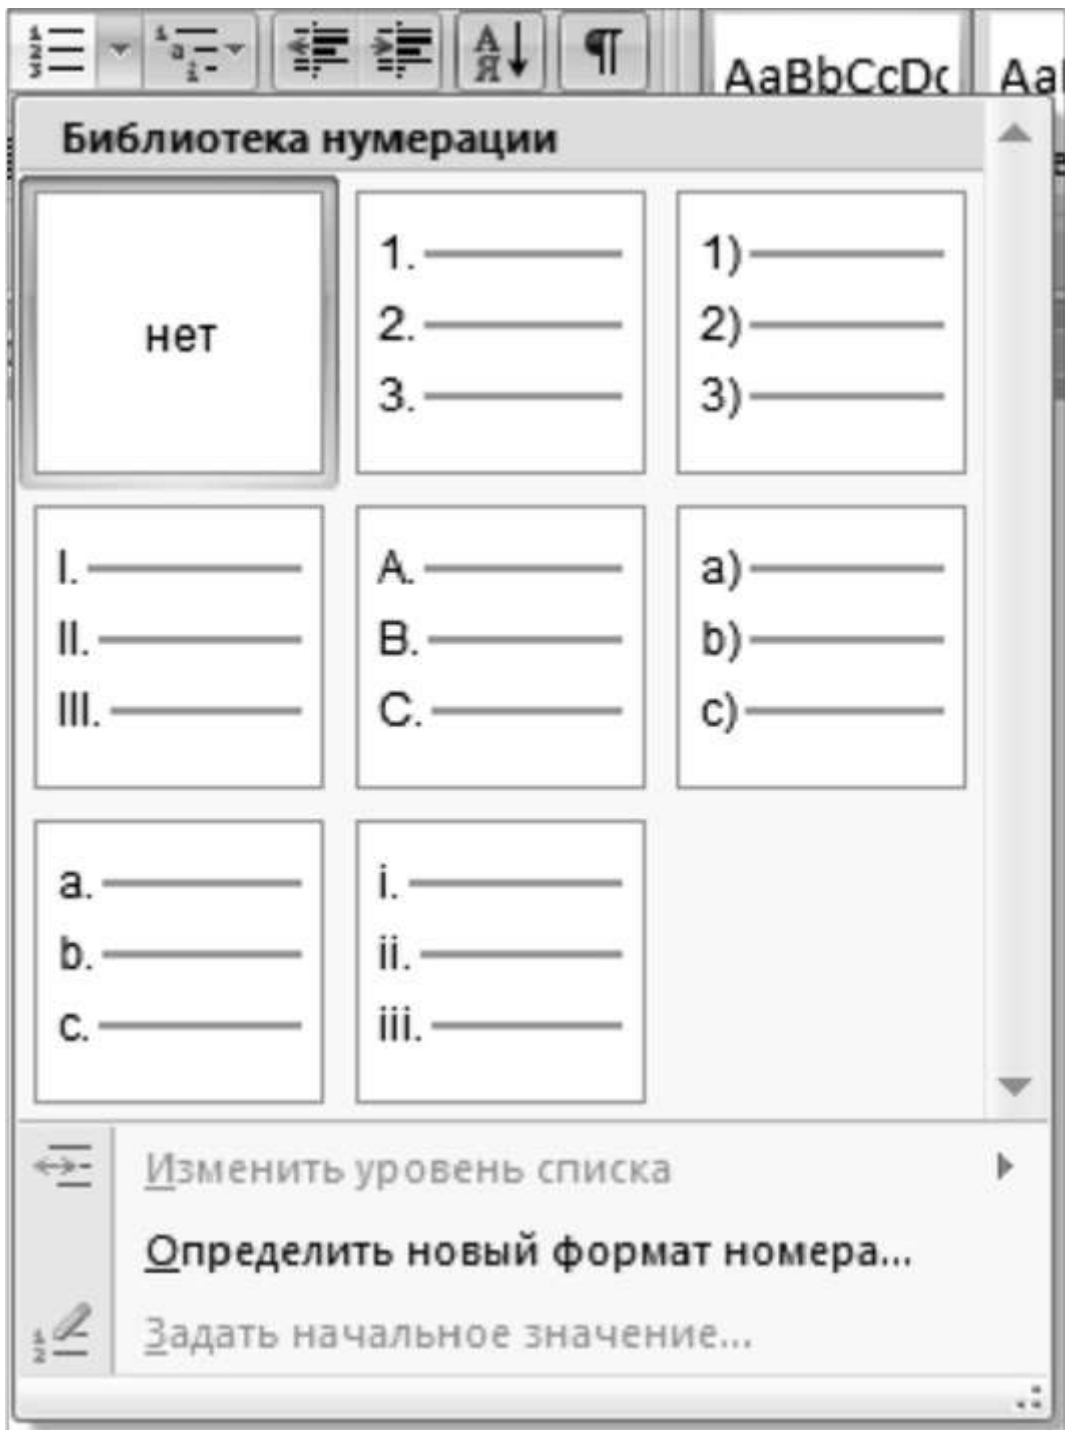 AaBbCcDc Aa
Библиотека нумерации
нет
1.
2.
3.
1)
2)
3)
I.
II.
III.
A.
B.
C.
a)
b)
c)
a.
b.
c.
i.
ii.
iii.
Изменить уровень списка
Определить новый формат номера...
Задать начальное значение...